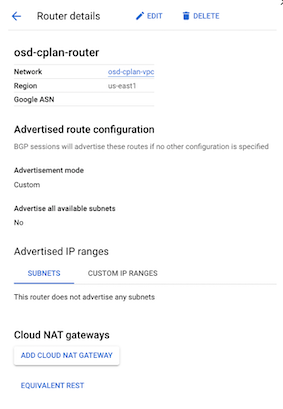 Router details EDIT DELETE
osd-cplan-router
Network osd-cplan-vpc
Region us-east1
Google ASN
Advertised route configuration
BGP sessions will advertise these routes if no other configuration is specified
Advertisement mode
Custom
Advertise all available subnets
No
Advertised IP ranges
SUBNETS CUSTOM IP RANGES
This router does not advertise any subnets
Cloud NAT gateways
ADD CLOUD NAT GATEWAY
EQUIVALENT REST